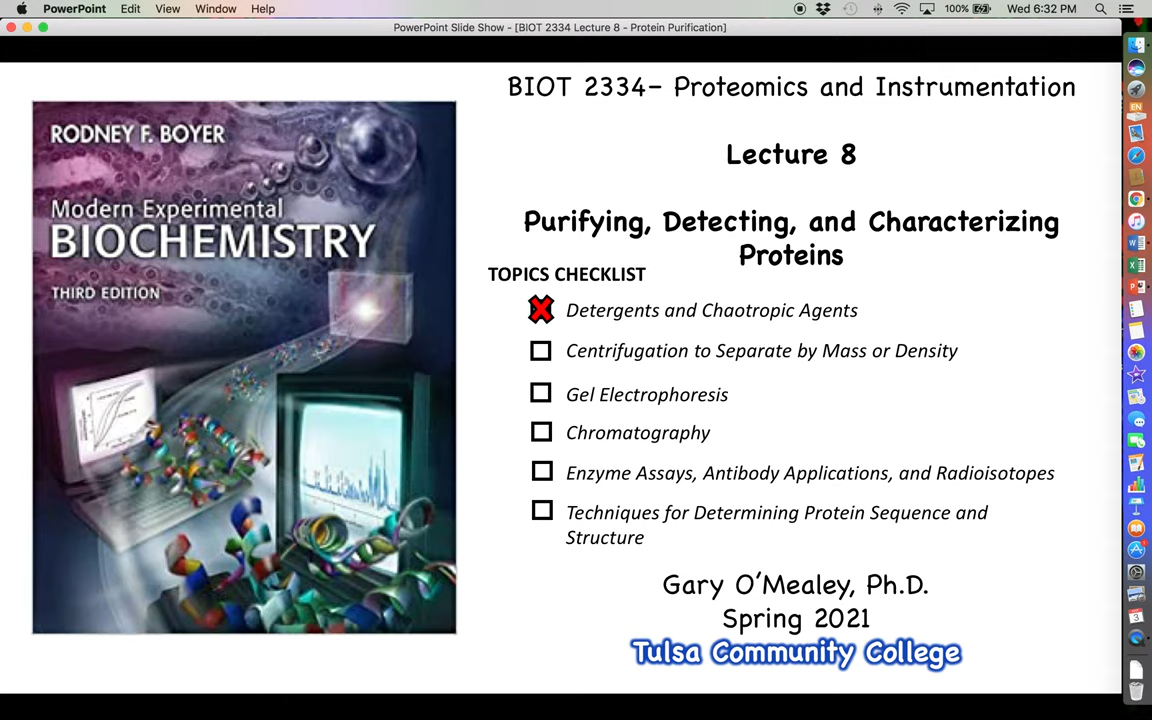 PowerPoint Edit View Window Help 100% Wed 6:32 PM
PowerPoint Slide Show - [BIOT 2334 Lecture 8 - Protein Purification]
RODNEY F. BOYER
Modern Experimental
BIOCHEMISTRY
THIRD EDITION
BIOT 2334– Proteomics and Instrumentation
Lecture 8
Purifying, Detecting, and Characterizing
Proteins
TOPICS CHECKLIST
Detergents and Chaotropic Agents
Centrifugation to Separate by Mass or Density
Gel Electrophoresis
Chromatography
Enzyme Assays, Antibody Applications, and Radioisotopes
Techniques for Determining Protein Sequence and
Structure
Gary O’Mealey, Ph.D.
Spring 2021
Tulsa Community College